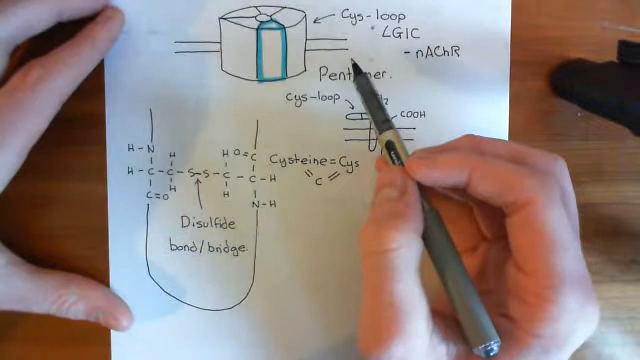 Cys-loop
LGIC
- nAChR
Pentamer.
Cys-loop
COOH
H-N
H
H O=C
H-C-C-S-S-C-C-H
H
H
C=O
N-H
Cysteine=Cys
"=C="
Disulfide
bond/bridge.